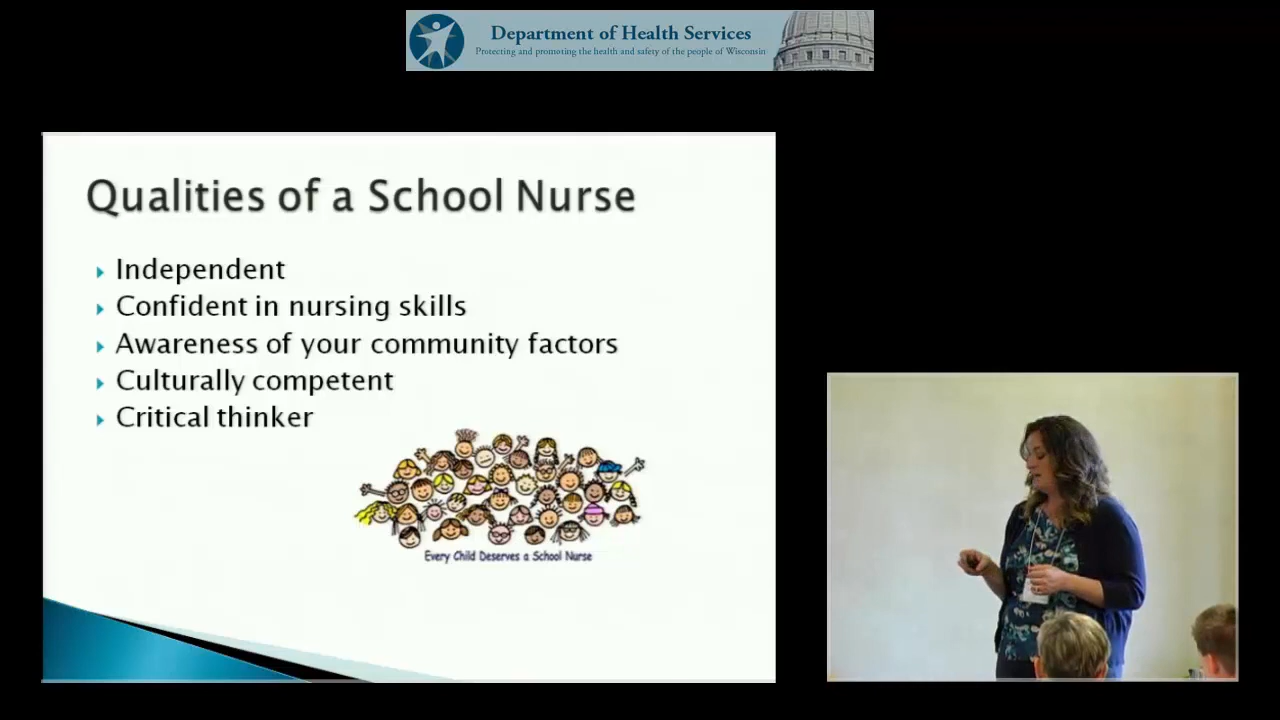 Department of Health Services
Protecting and promoting the health and safety of the people of Wisconsin
Qualities of a School Nurse
Independent
Confident in nursing skills
Awareness of your community factors
Culturally competent
Critical thinker
Every Child Deserves a School Nurse